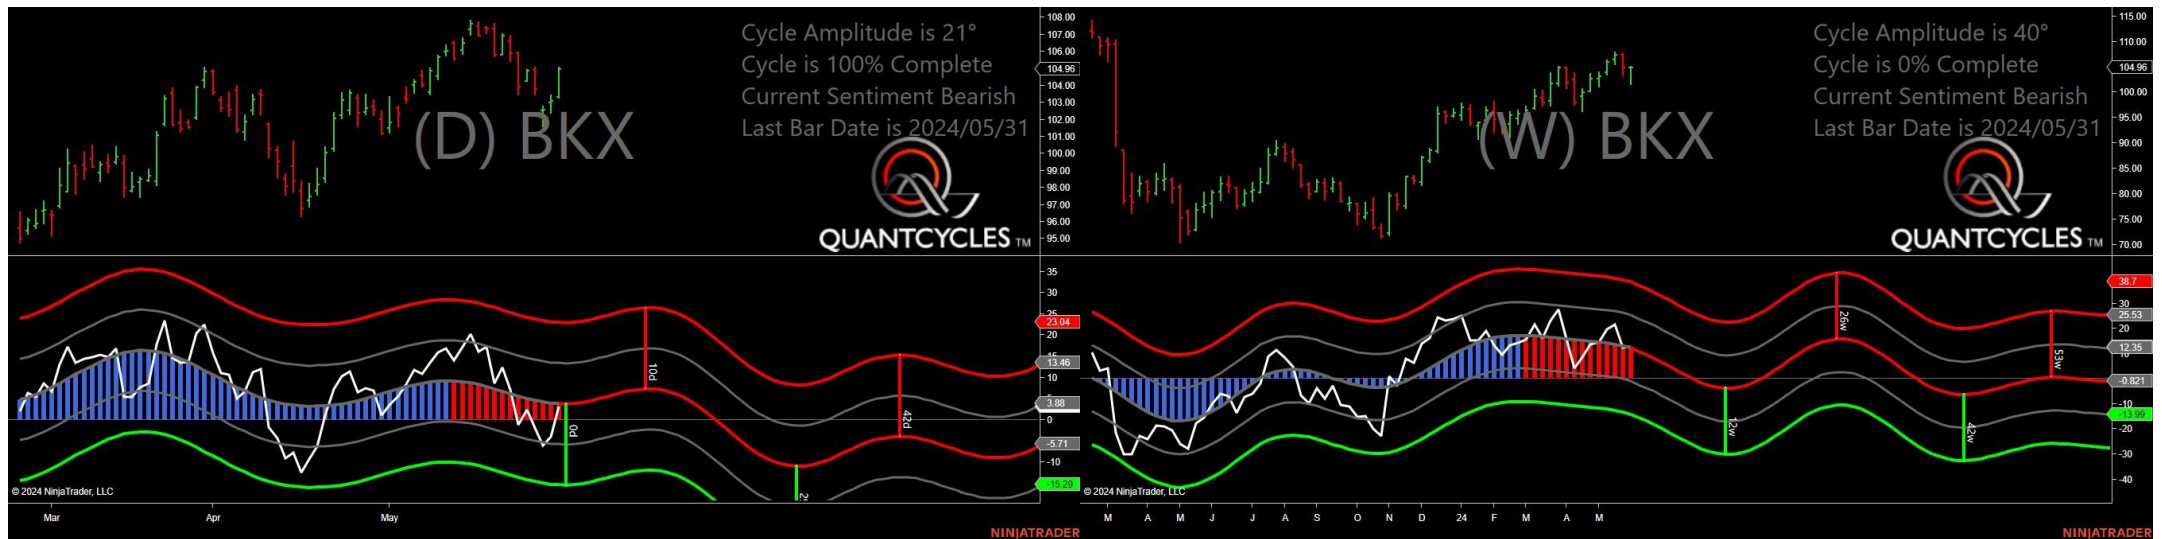 Cycle Amplitude is 21°
Cycle is 100% Complete
Current Sentiment Bearish
Last Bar Date is 2024/05/31
(D) BKX
QUANTCYCLES TM
108.00
107.00
106.00
104.96
104.00
103.00
102.00
101.00
100.00
99.00
98.00
97.00
96.00
95.00
35
30
25
23.04
20
15
13.46
10
5
3.88
0
-5.71
-10
-15.29
0d
10d
42d
© 2024 NinjaTrader, LLC
Mar
Apr
May
NINJATRADER
Cycle Amplitude is 40°
Cycle is 0% Complete
Current Sentiment Bearish
Last Bar Date is 2024/05/31
(W) BKX
QUANTCYCLES TM
115.00
110.00
104.96
100.00
95.00
90.00
85.00
80.00
75.00
70.00
38.7
30
25.53
20
12.35
10
-0.821
-10
-13.99
-20
-30
-40
12w
26w
42w
53w
© 2024 NinjaTrader, LLC
M A M J J A S O N D 24 F M A M
NINJATRADER